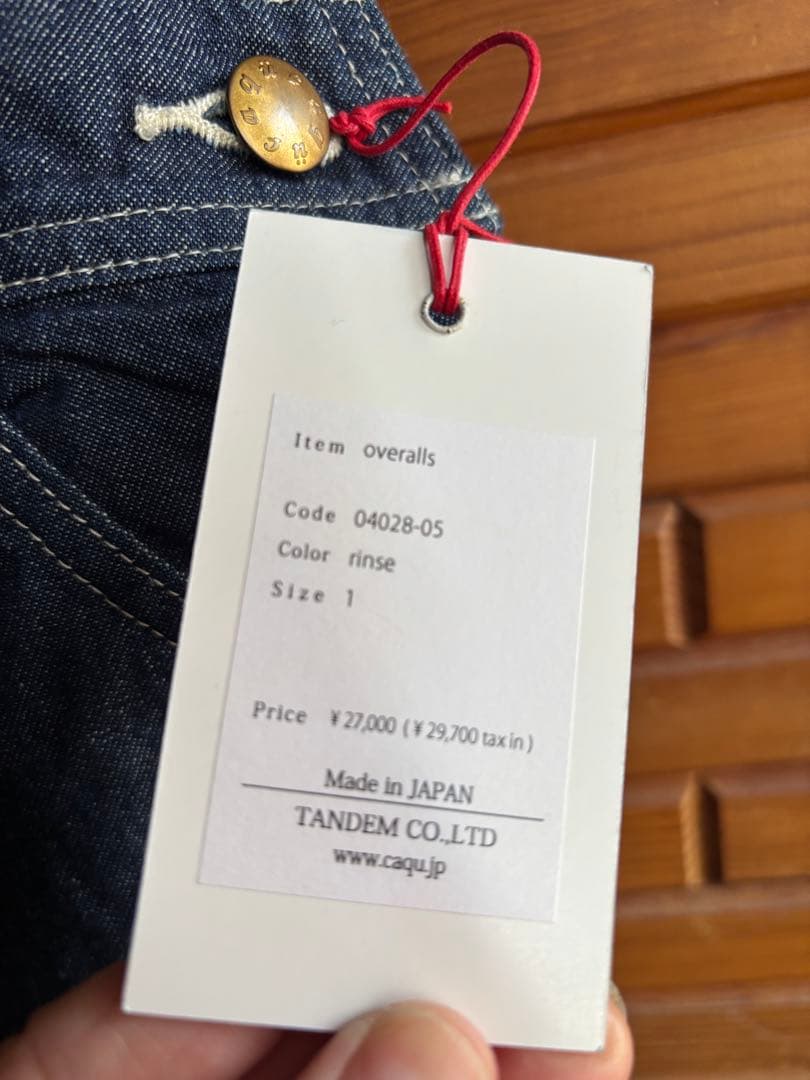 Item overalls
Code 04028-05
Color rinse
Size 1
Price ¥27,000 (¥29,700 tax in)
Made in JAPAN
TANDEM CO.,LTD
www.caqu.jp